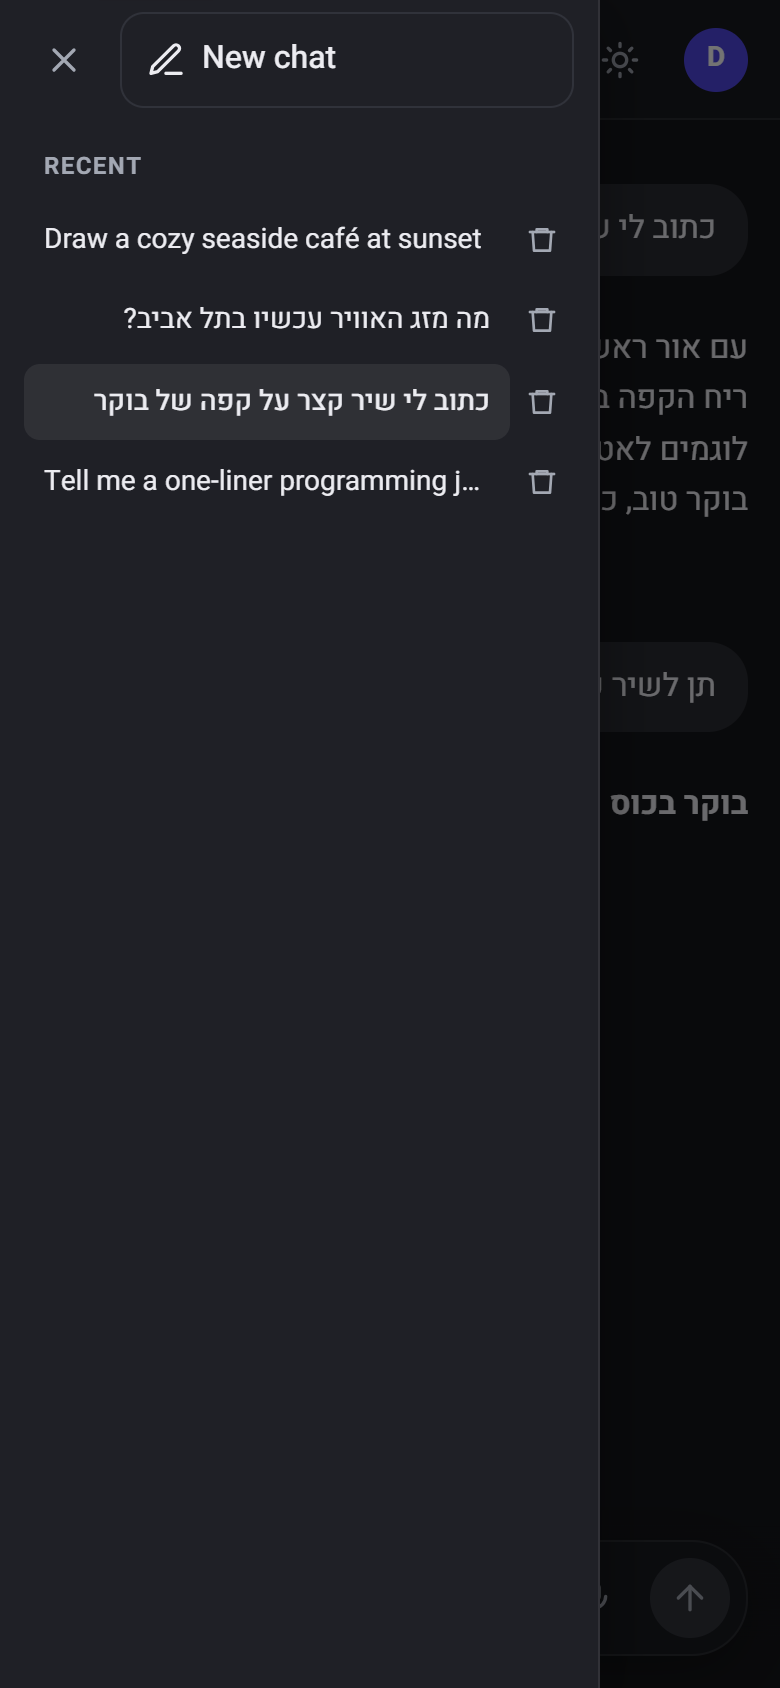 New chat
D
RECENT
Draw a cozy seaside café at sunset
מה מזג האוויר עכשיו בתל אביב?
כתוב לי שיר קצר על קפה של בוקר
Tell me a one-liner programming j…
כתוב לי
עם אור
ריח הקפה
לוגמים
בוקר טוב,
תן לשיר
בוקר בכוס